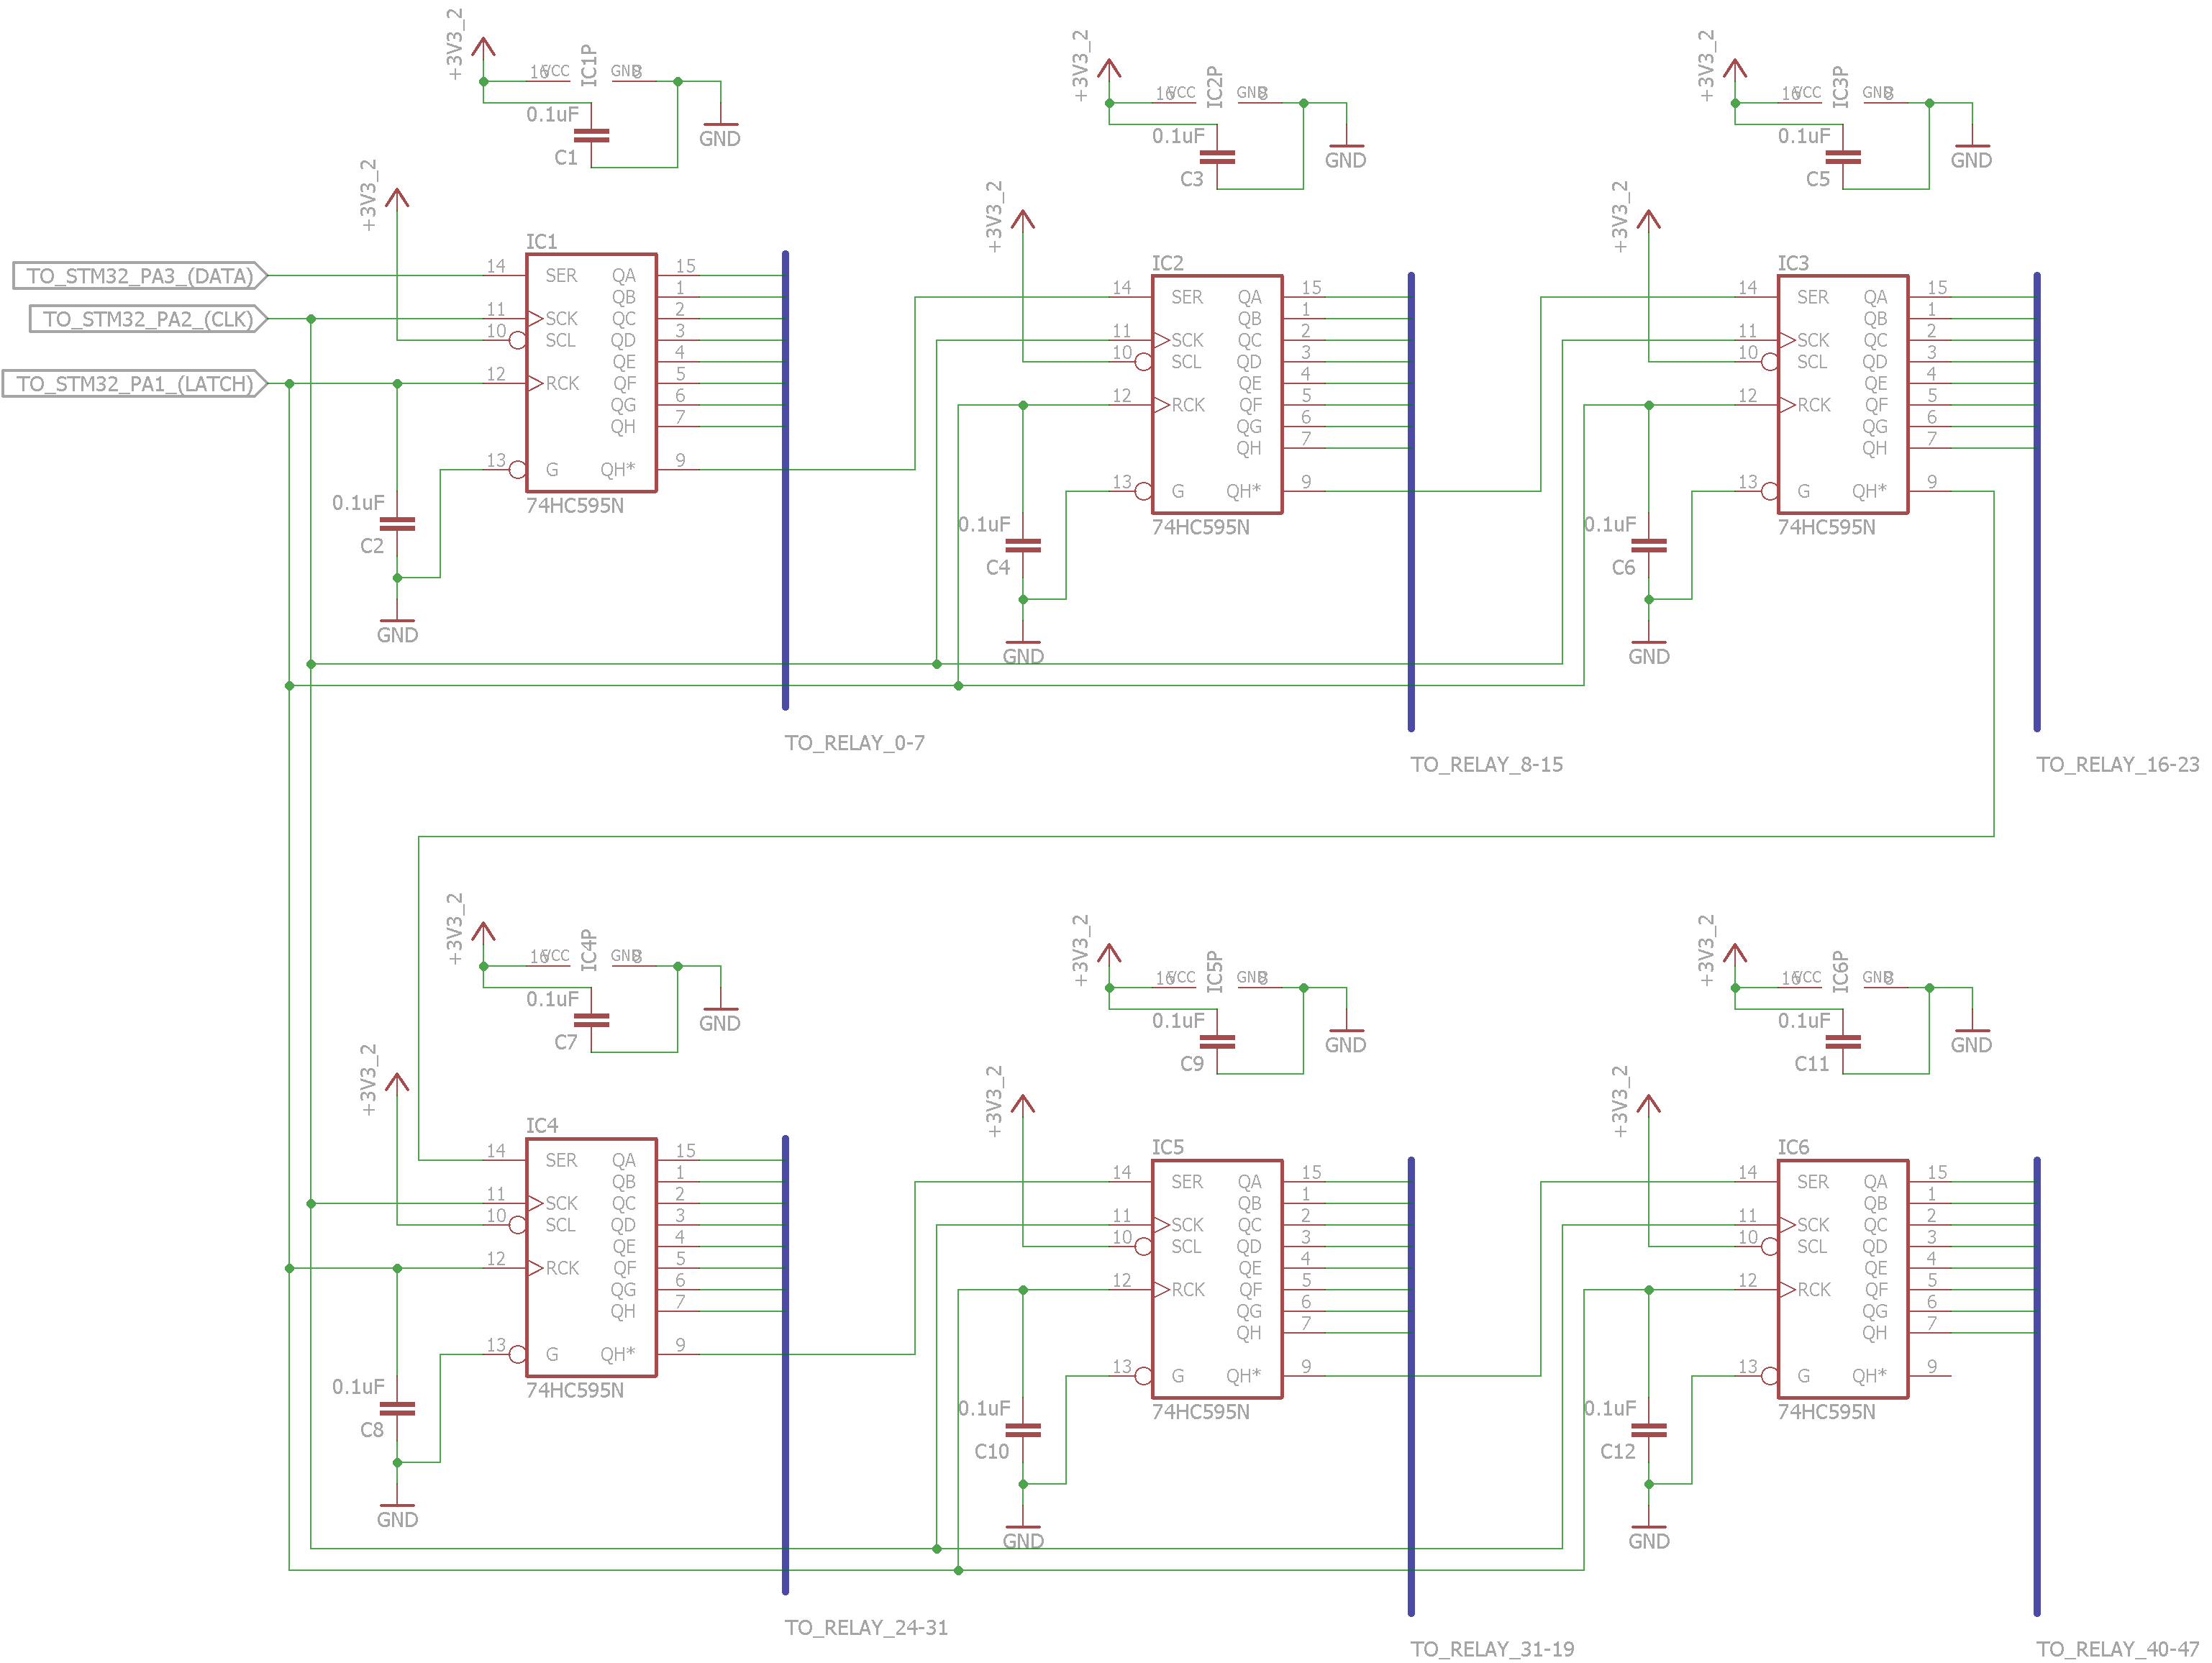 +3V3_2
16 VCC IC1P GND 8
0.1uF
C1
GND
+3V3_2
16 VCC IC2P GND 8
0.1uF
C3
GND
+3V3_2
16 VCC IC3P GND 8
0.1uF
C5
GND
TO_STM32_PA3_(DATA)
TO_STM32_PA2_(CLK)
TO_STM32_PA1_(LATCH)
+3V3_2
IC1
14 SER QA 15
QB 1
11 SCK QC 2
10 SCL QD 3
QE 4
12 RCK QF 5
QG 6
QH 7
13 G QH* 9
74HC595N
0.1uF
C2
GND
TO_RELAY_0-7
+3V3_2
IC2
14 SER QA 15
QB 1
11 SCK QC 2
10 SCL QD 3
QE 4
12 RCK QF 5
QG 6
QH 7
13 G QH* 9
74HC595N
0.1uF
C4
GND
TO_RELAY_8-15
+3V3_2
IC3
14 SER QA 15
QB 1
11 SCK QC 2
10 SCL QD 3
QE 4
12 RCK QF 5
QG 6
QH 7
13 G QH* 9
74HC595N
0.1uF
C6
GND
TO_RELAY_16-23
+3V3_2
16 VCC IC4P GND 8
0.1uF
C7
GND
+3V3_2
16 VCC IC5P GND 8
0.1uF
C9
GND
+3V3_2
16 VCC IC6P GND 8
0.1uF
C11
GND
+3V3_2
IC4
14 SER QA 15
QB 1
11 SCK QC 2
10 SCL QD 3
QE 4
12 RCK QF 5
QG 6
QH 7
13 G QH* 9
74HC595N
0.1uF
C8
GND
TO_RELAY_24-31
+3V3_2
IC5
14 SER QA 15
QB 1
11 SCK QC 2
10 SCL QD 3
QE 4
12 RCK QF 5
QG 6
QH 7
13 G QH* 9
74HC595N
0.1uF
C10
GND
TO_RELAY_31-19
+3V3_2
IC6
14 SER QA 15
QB 1
11 SCK QC 2
10 SCL QD 3
QE 4
12 RCK QF 5
QG 6
QH 7
13 G QH* 9
74HC595N
0.1uF
C12
GND
TO_RELAY_40-47